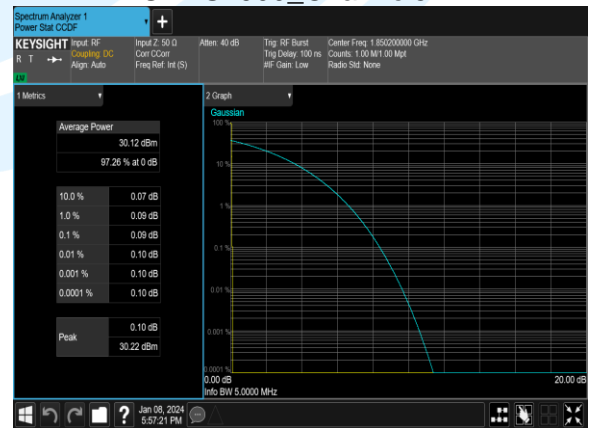 Spectrum Analyzer 1
Power Stat CCDF
KEYSIGHT
R T
LXI
Input: RF
Coupling: DC
Align: Auto
Input Z: 50 Ω
Corr CCorr
Freq Ref: Int (S)
Atten: 40 dB
Trig: RF Burst
Trig Delay: 100 ns
#IF Gain: Low
Center Freq: 1.850200000 GHz
Counts: 1.00 M/1.00 Mpt
Radio Std: None
1 Metrics
Average Power
30.12 dBm
97.26 % at 0 dB
10.0 % 0.07 dB
1.0 % 0.09 dB
0.1 % 0.09 dB
0.01 % 0.10 dB
0.001 % 0.10 dB
0.0001 % 0.10 dB
Peak
0.10 dB
30.22 dBm
2 Graph
Gaussian
100 %
10 %
1 %
0.1 %
0.01 %
0.001 %
0.0001 %
0.00 dB
20.00 dB
Info BW 5.0000 MHz
?
Jan 08, 2024
5:57:21 PM